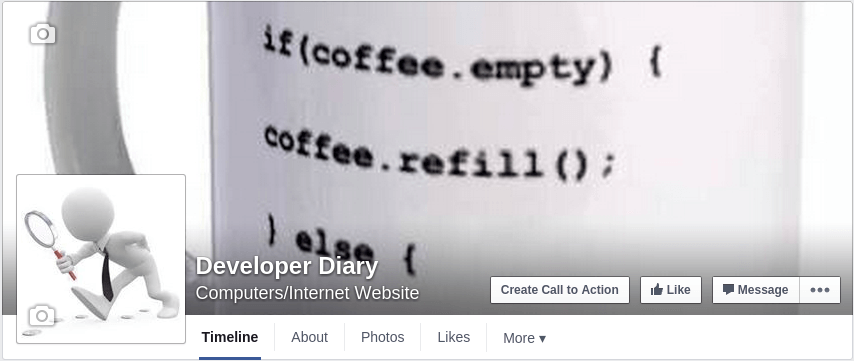 if(coffee.empty) {
coffee.refill();
} else {
Developer Diary
Computers/Internet Website
Create Call to Action
Like
Message
•••
Timeline
About
Photos
Likes
More ▾